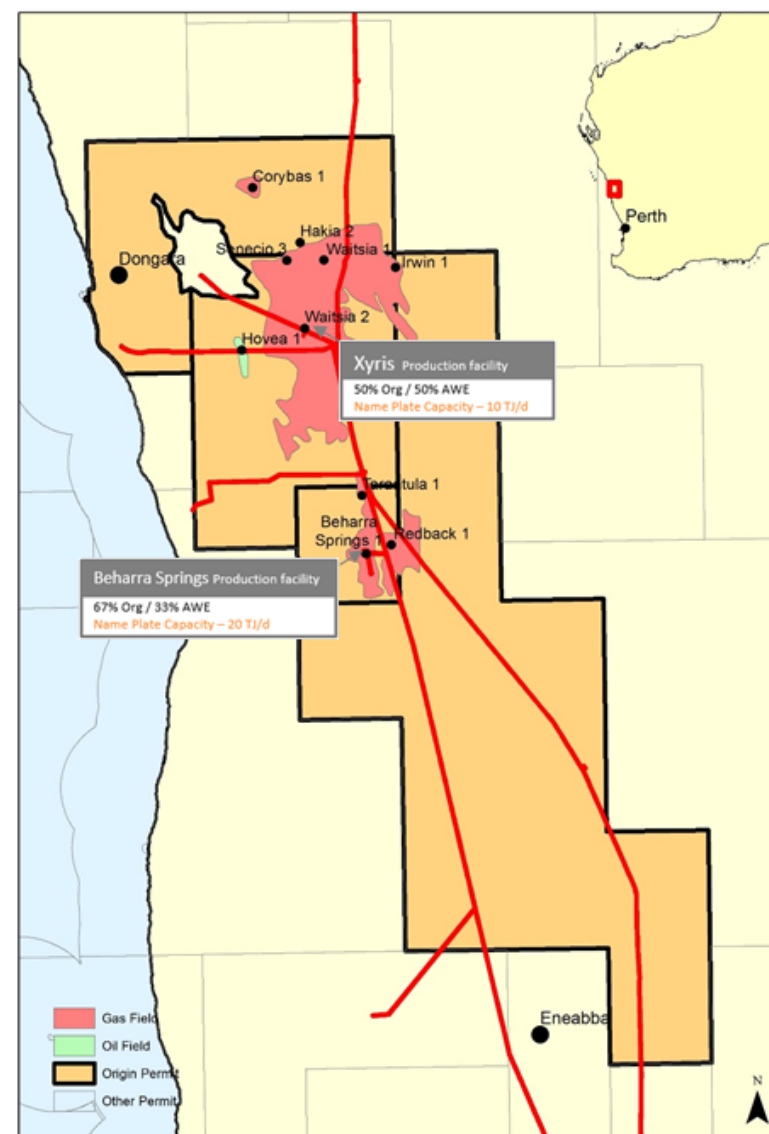 Corybas 1
Perth
Hakia 2
Senecio 3
Waitsia 1
Irwin 1
Dongara
Waitsia 2
Hovea 1
Xyris Production facility
50% Org / 50% AWE
Name Plate Capacity – 10 TJ/d
Tarantula 1
Beharra
Springs 1
Redback 1
Beharra Springs Production facility
67% Org / 33% AWE
Name Plate Capacity – 20 TJ/d
Gas Field
Oil Field
Origin Permit
Other Permit
Eneabba
N